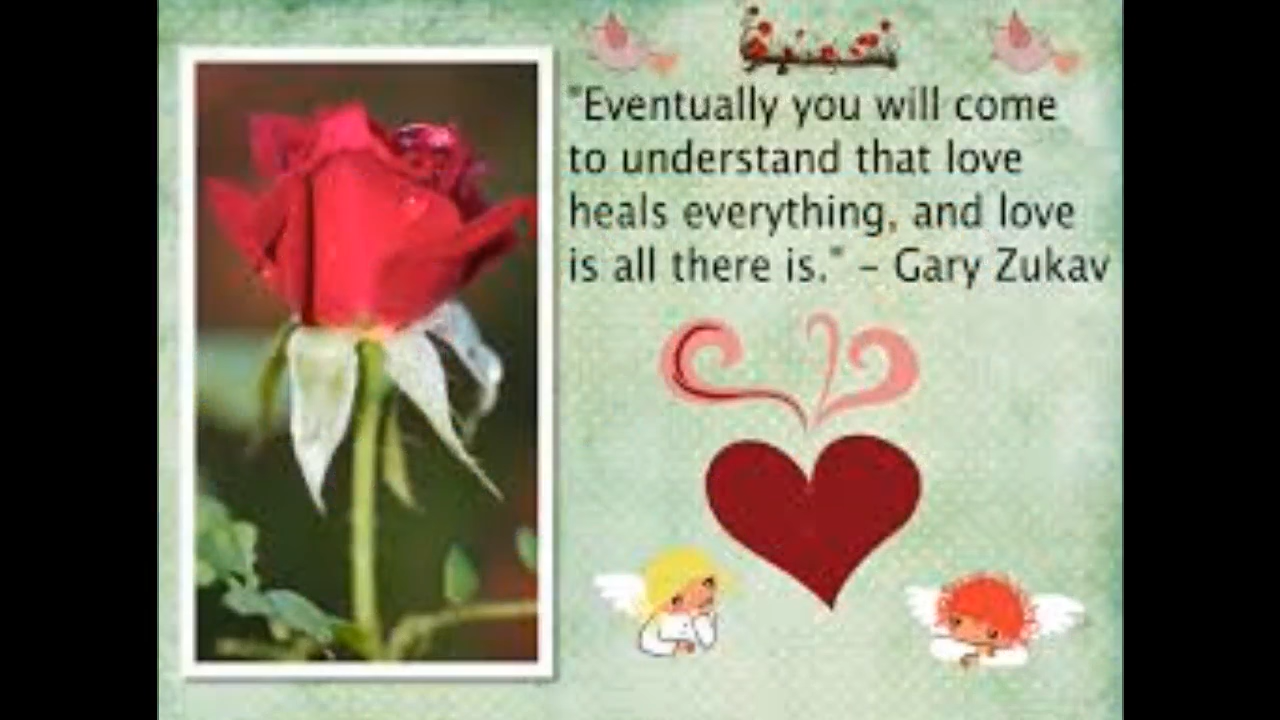 "Eventually you will come
to understand that love
heals everything, and love
is all there is." – Gary Zukav